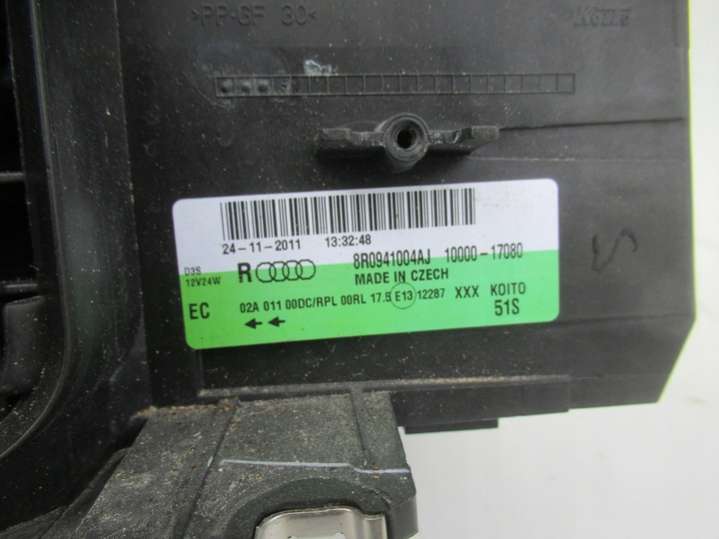 >PP-GF 30<
24-11-2011 13:32:48
8R0941004AJ 10000-17080
D3S
12V24W
R
MADE IN CZECH
EC 02A 011 00DC/RPL 00RL 17.5 E13 12287 XXX KOITO
51S